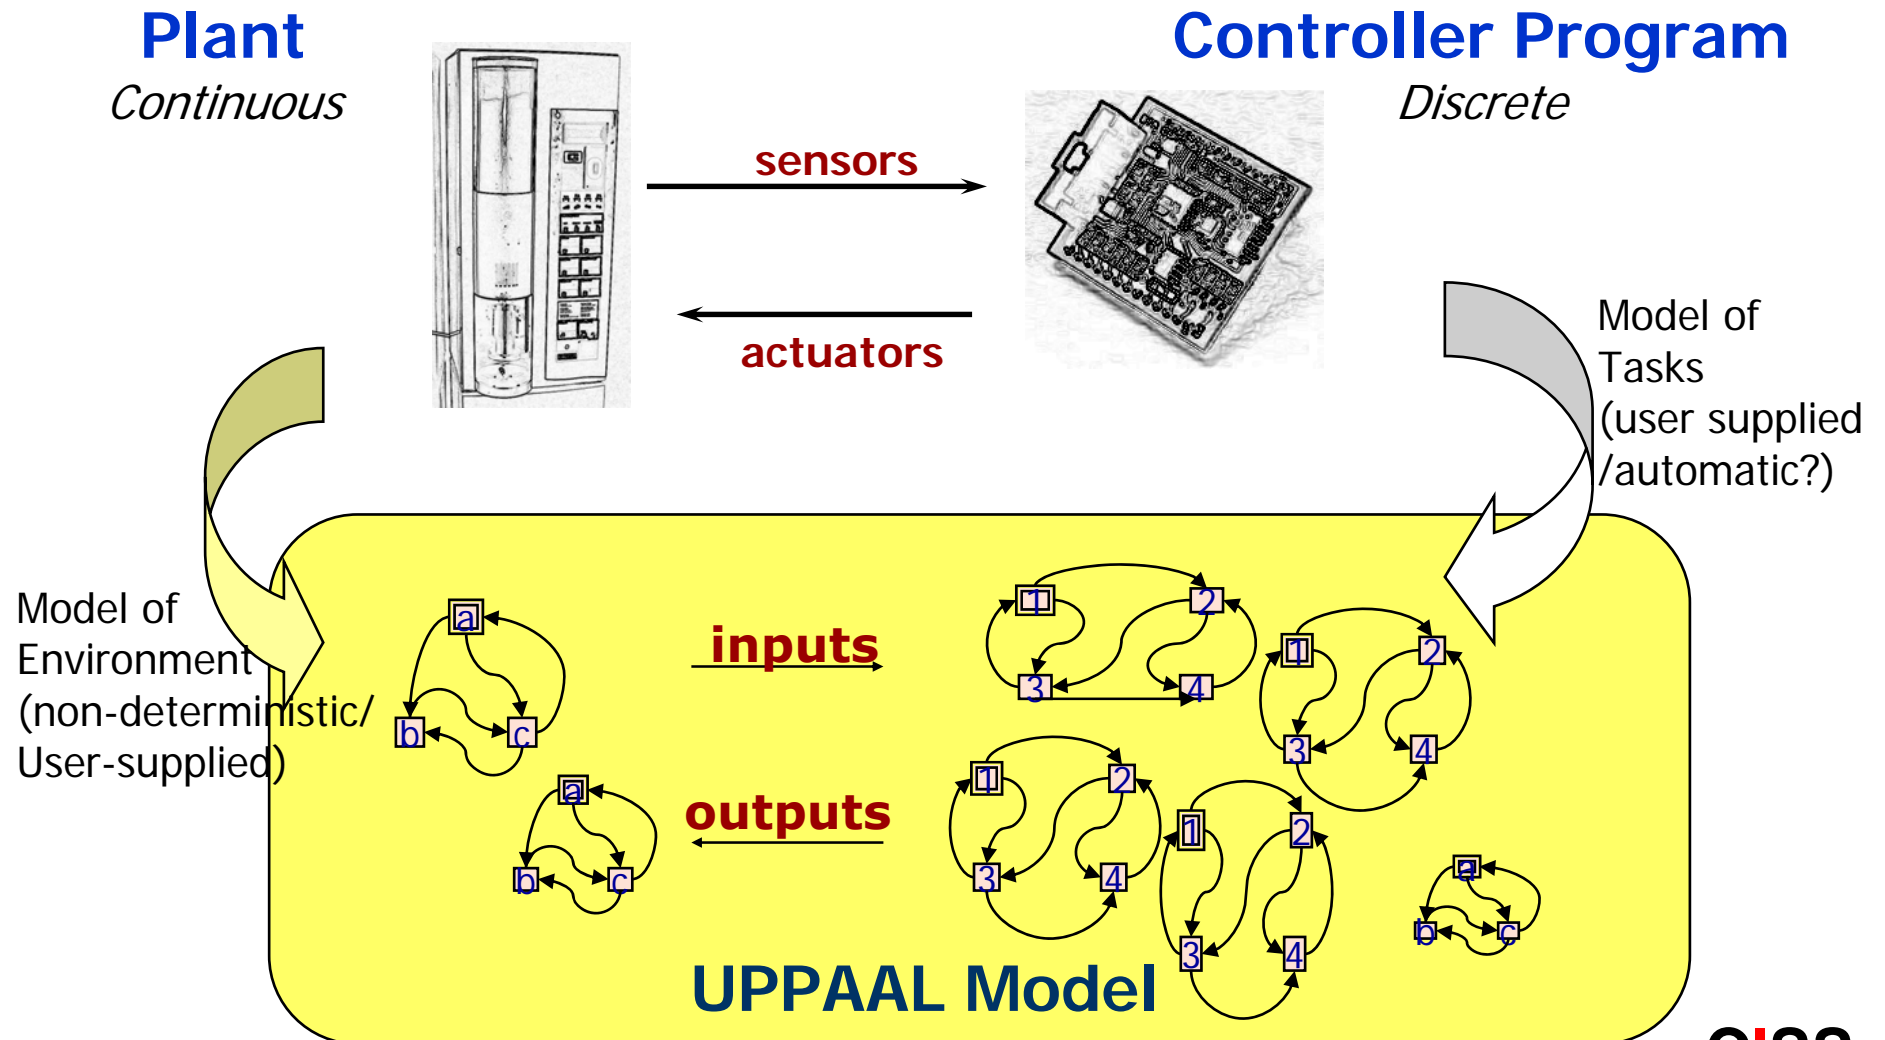 Plant
Continuous
Controller Program
Discrete
sensors
actuators
Model of
Tasks
(user supplied
/automatic?)
Model of
Environment
(non-deterministic/
User-supplied)
inputs
outputs
a
b
c
a
b
c
1
2
3
4
1
2
3
4
1
2
3
4
1
2
3
4
a
b
c
UPPAAL Model